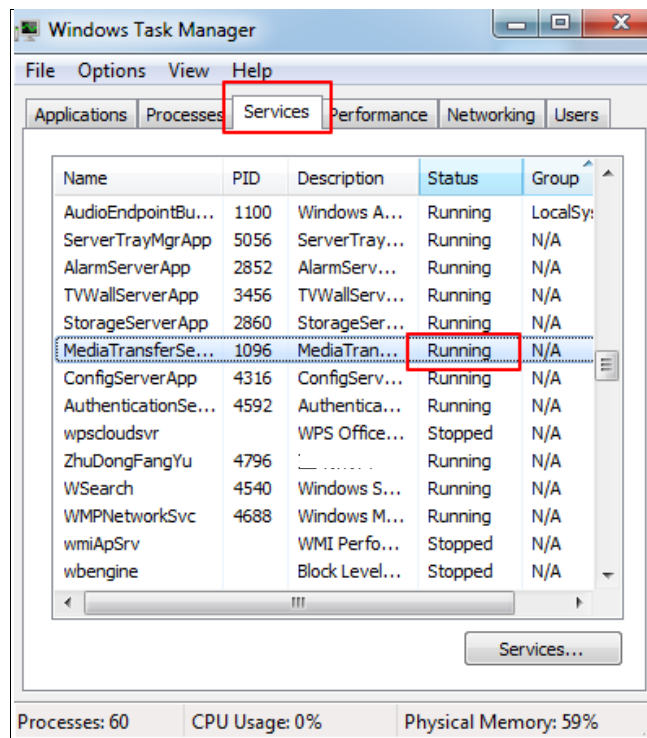 Windows Task Manager
File Options View Help
Applications Processes Services Performance Networking Users
Name PID Description Status Group
AudioEndpointBu... 1100 Windows A... Running LocalSy
ServerTrayMgrApp 5056 ServerTray... Running N/A
AlarmServerApp 2852 AlarmServ... Running N/A
TVWallServerApp 3456 TVWallServ... Running N/A
StorageServerApp 2860 StorageSer... Running N/A
MediaTransferSe... 1096 MediaTran... Running N/A
ConfigServerApp 4316 ConfigServ... Running N/A
AuthenticationSe... 4592 Authentica... Running N/A
wpscloudsvr WPS Office... Stopped N/A
ZhuDongFangYu 4796 Running N/A
WSearch 4540 Windows S... Running N/A
WMPNetworkSvc 4688 Windows M... Running N/A
wmiApSrv WMI Perfo... Stopped N/A
wbengine Block Level... Stopped N/A
Services...
Processes: 60 CPU Usage: 0% Physical Memory: 59%